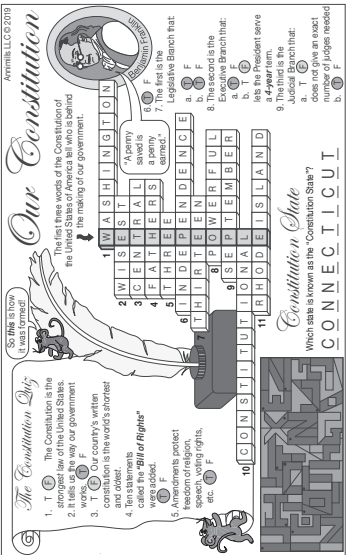 Annimills LLC © 2019
Our Constitution
So this is how
it was formed!
The Constitution Quiz
1. T F The Constitution is the
strongest law of the United States.
2. It tells us the way our government
works. T F
3. T F Our country's written
constitution is the world's shortest
and oldest.
4. Ten statements
called the "Bill of Rights"
were added.
T F
5. Amendments protect
freedom of religion,
speech, voting rights,
etc. T F
The first three words of the Constitution of
the United States of America tell who is behind
the making of our government.
1 WASHINGTON
2 WISEST
3 CENTRAL
4 FATHERS
5 THREE
6 INDEPENDENCE
7 THIRTEEN
8 POWERFUL
9 SEPTEMBER
10 CONSTITUTIONAL
11 RHODE ISLAND
"A penny
saved is
a penny
earned."
Benjamin Franklin
6. T F
7. The first is the
Legislative Branch that:
a. T F
b. T F
8. The second is the
Executive Branch that:
a. T F
b. T F
lets the President serve
a 4-year term.
9. The third is the
Judicial Branch that:
a. T F
does not give an exact
number of judges needed
b. T F
Constitution State
Which state is known as the "Constitution State"?
CONNECTICUT